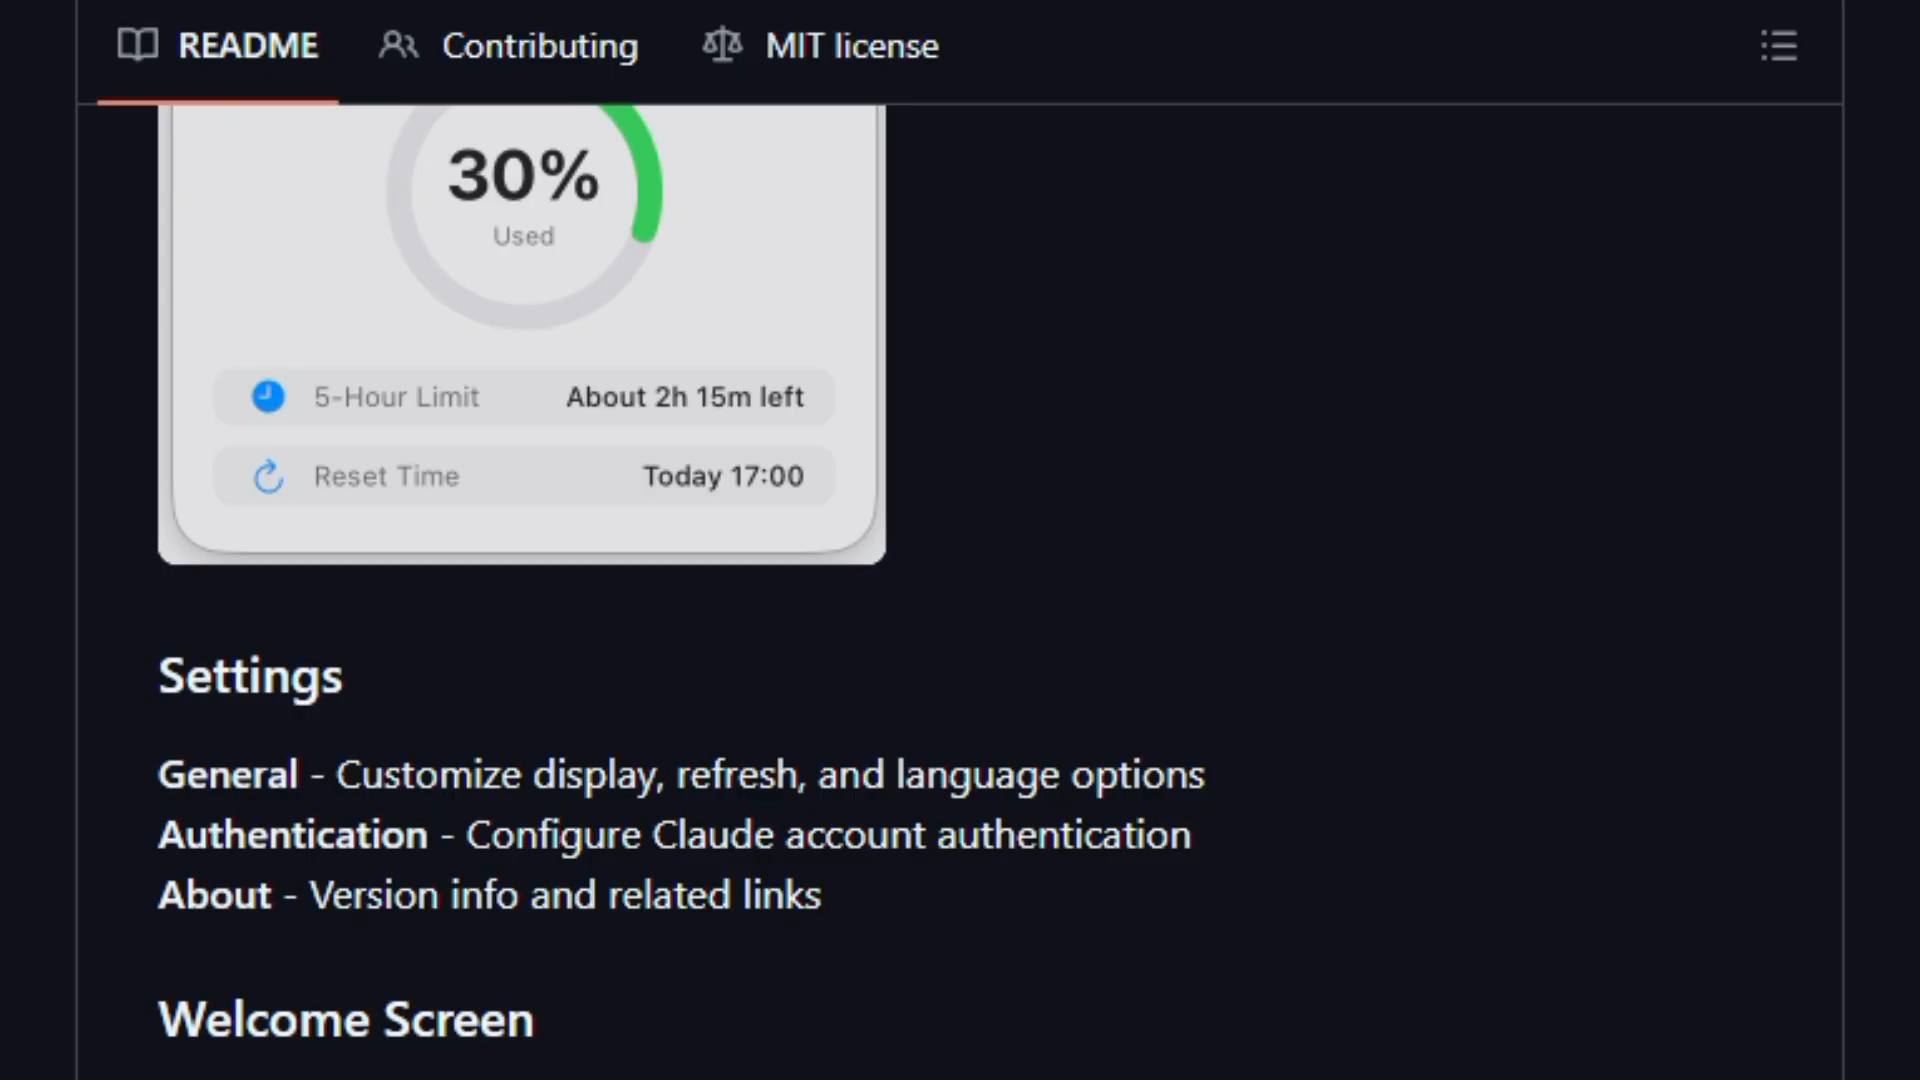 README Contributing MIT license
30%
Used
5-Hour Limit About 2h 15m left
Reset Time Today 17:00
Settings
General - Customize display, refresh, and language options
Authentication - Configure Claude account authentication
About - Version info and related links
Welcome Screen